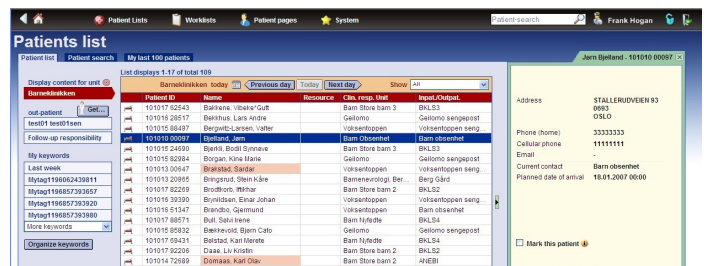 Patient Lists Worklists Patient pages System Patient-search Frank Hogan
Patients list
Patient list Patient search My last 100 patients
Jørn Bjelland - 101010 00097
List displays 1-17 of total 109
Display content for unit
Barneklinikken
out-patient Get...
test01 test01sen
Follow-up responsibility
My keywords
Last week
Mytag1196062439811
Mytag1196857393657
Mytag1196857393920
Mytag1196857393980
More keywords
Organize keywords
Barneklinikken today Previous day Today Next day Show All
Patient ID Name Resource Clin. resp. Unit Inpat./Outpat.
101017 62543 Bakkene, Vibeke*Gutt Barn Store barn 3 BKLS3
101016 28517 Bekkhus, Lars Andre Geilomo Geilomo sengepost
101015 88497 Bergwitz-Larsen, Valter Voksentoppen Voksentoppen seng...
101010 00097 Bjelland, Jørn Barn Obsenhet Barn obsenhet
101015 24690 Bjerkli, Bodil Synnøve Barn Store barn 3 BKLS3
101015 82984 Borgan, Kine Marie Geilomo Geilomo sengepost
101013 00647 Brakstad, Sardar Voksentoppen Voksentoppen seng...
101013 20965 Bringsrud, Stein Kåre Barnenevrologi, Ber... Berg Gård
101017 82269 Brodtkorb, Iftikhar Barn Store barn 2 BKLS2
101016 39390 Brynildsen, Einar Johan Voksentoppen Voksentoppen seng...
101016 51347 Brændbo, Gjermund Voksentoppen Barn obsenhet
101017 88571 Bull, Sølvi Irene Barn Nyfødte BKLS4
101015 85832 Bækkevold, Bjørn Cato Geilomo Geilomo sengepost
101017 69431 Bølstad, Karl Merete Barn Nyfødte BKLS4
101017 92206 Daae, Liv Kristin Barn Store barn 2 BKLS2
101014 72689 Domaas, Karl Olav Barn Store barn 2 ANEBI
Address STALLERUDVEIEN 93
0693
OSLO
Phone (home) 33333333
Cellular phone 11111111
Email -
Current contact Barn obsenhet
Planned date of arrival 18.01.2007 00:00
Mark this patient